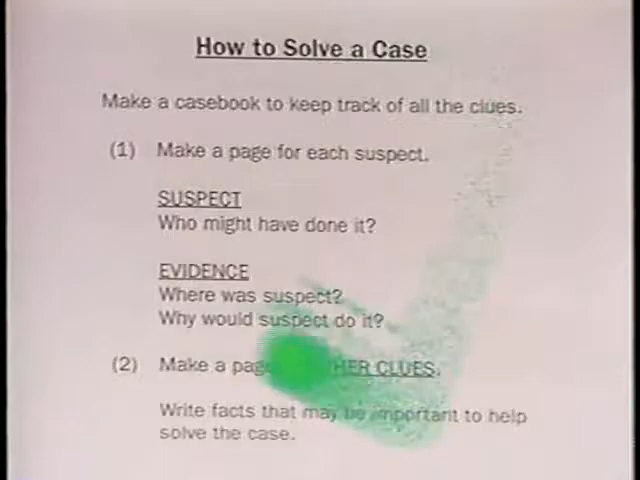 How to Solve a Case
Make a casebook to keep track of all the clues.
(1) Make a page for each suspect.
SUSPECT
Who might have done it?
EVIDENCE
Where was suspect?
Why would suspect do it?
(2) Make a CLUES.
Write facts that may be important to help
solve the case.